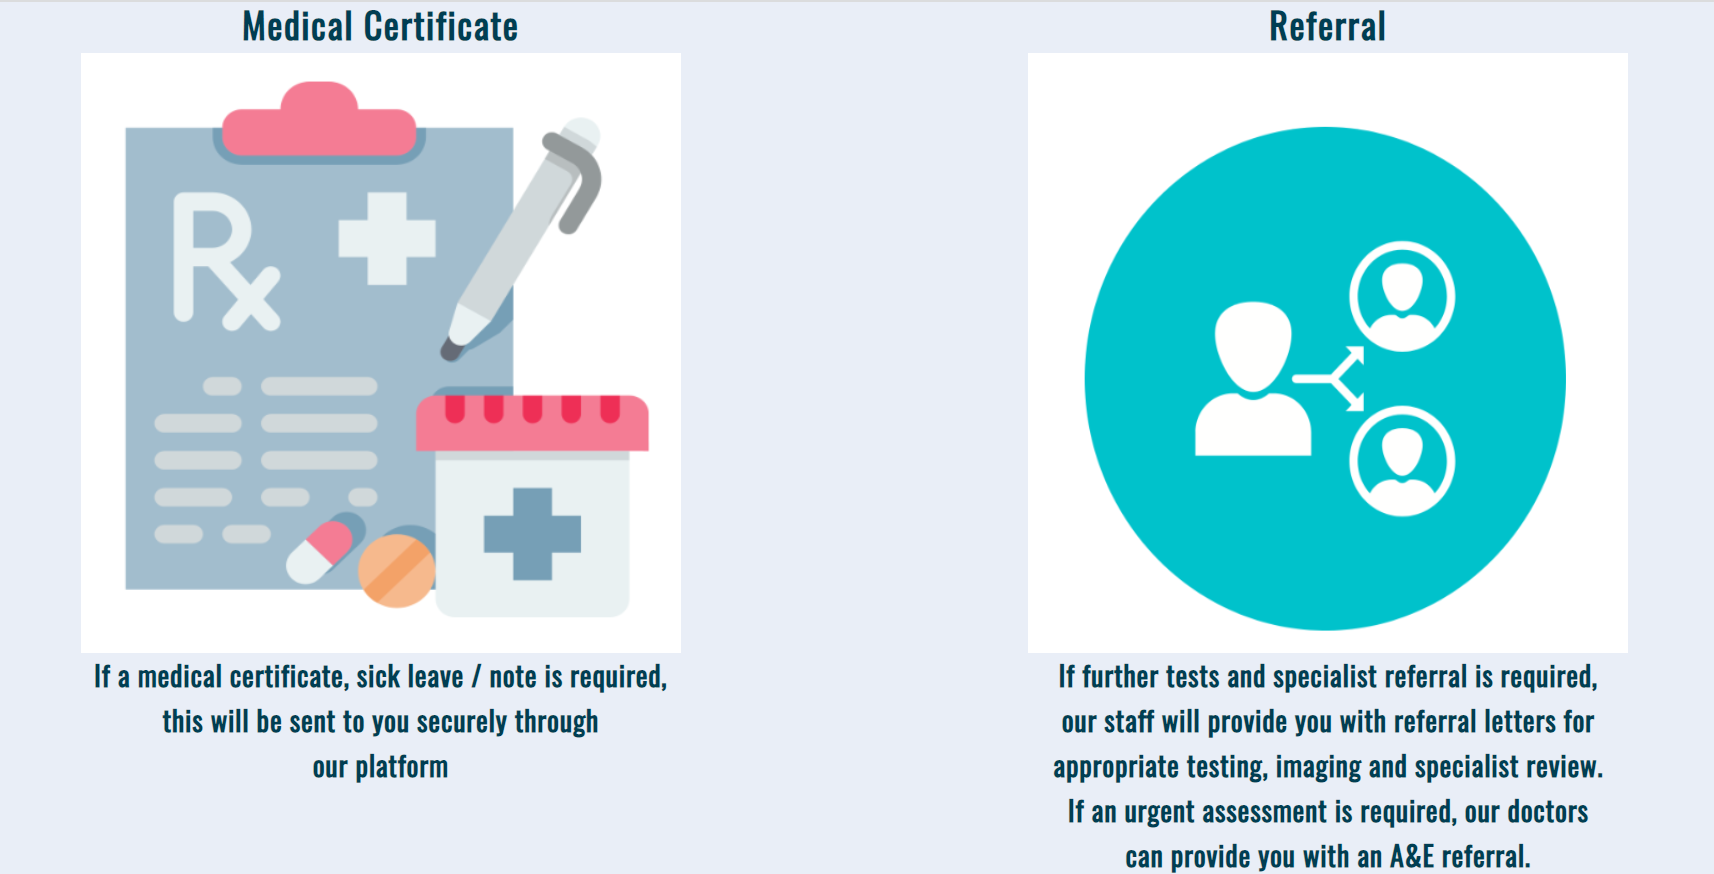 Medical Certificate
Rx
If a medical certificate, sick leave / note is required,
this will be sent to you securely through
our platform
Referral
If further tests and specialist referral is required,
our staff will provide you with referral letters for
appropriate testing, imaging and specialist review.
If an urgent assessment is required, our doctors
can provide you with an A&E referral.